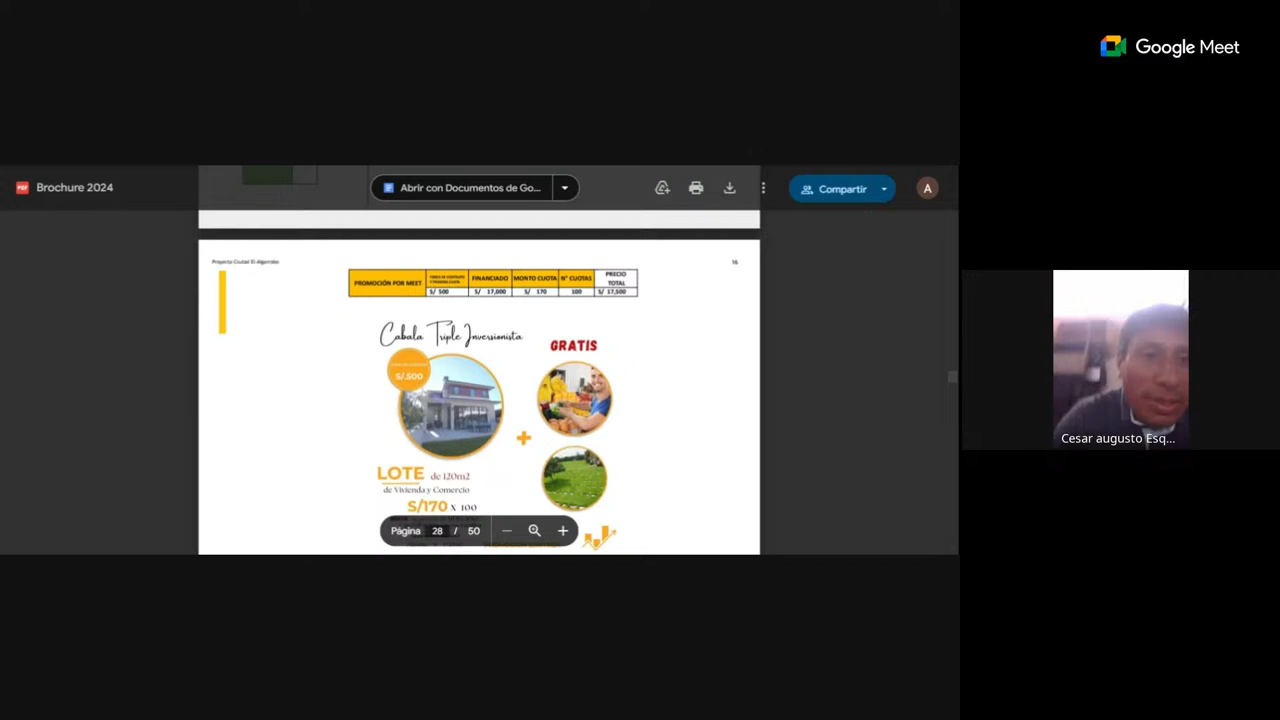 Google Meet
PDF
Brochure 2024
Abrir con Documentos de Go...
Compartir
A
Proyecto Ciudad El Algarrobo
16
PROMOCIÓN POR MEET
FINANCIADO
MONTO CUOTA
N° CUOTAS
PRECIO TOTAL
S/ 500
S/ 17,000
S/ 170
100
S/ 17,500
Cabala Triple Inversionista
GRATIS
S/.500
LOTE de 120m2
de Vivienda y Comercio
S/170 x 100
Página 28 / 50
Cesar augusto Esq...